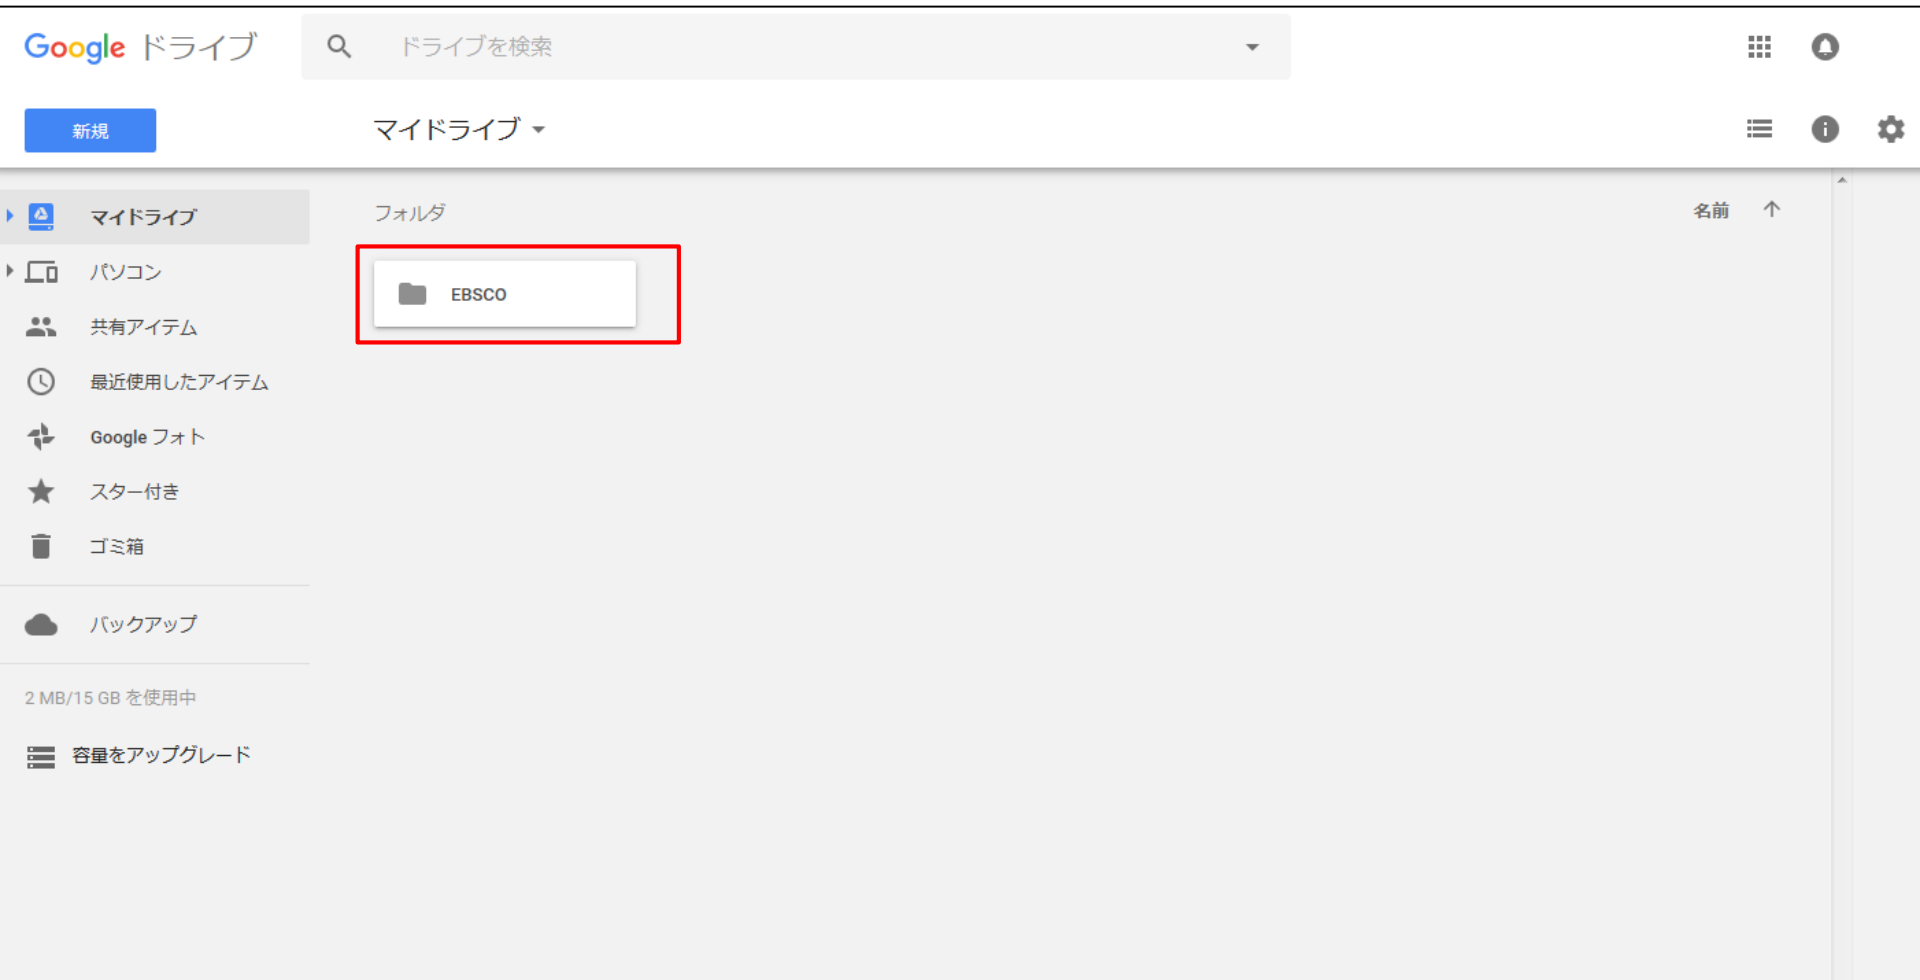 Google ドライブ
ドライブを検索
新規
マイドライブ
マイドライブ
パソコン
共有アイテム
最近使用したアイテム
Google フォト
スター付き
ゴミ箱
バックアップ
2 MB/15 GB を使用中
容量をアップグレード
フォルダ
名前
EBSCO